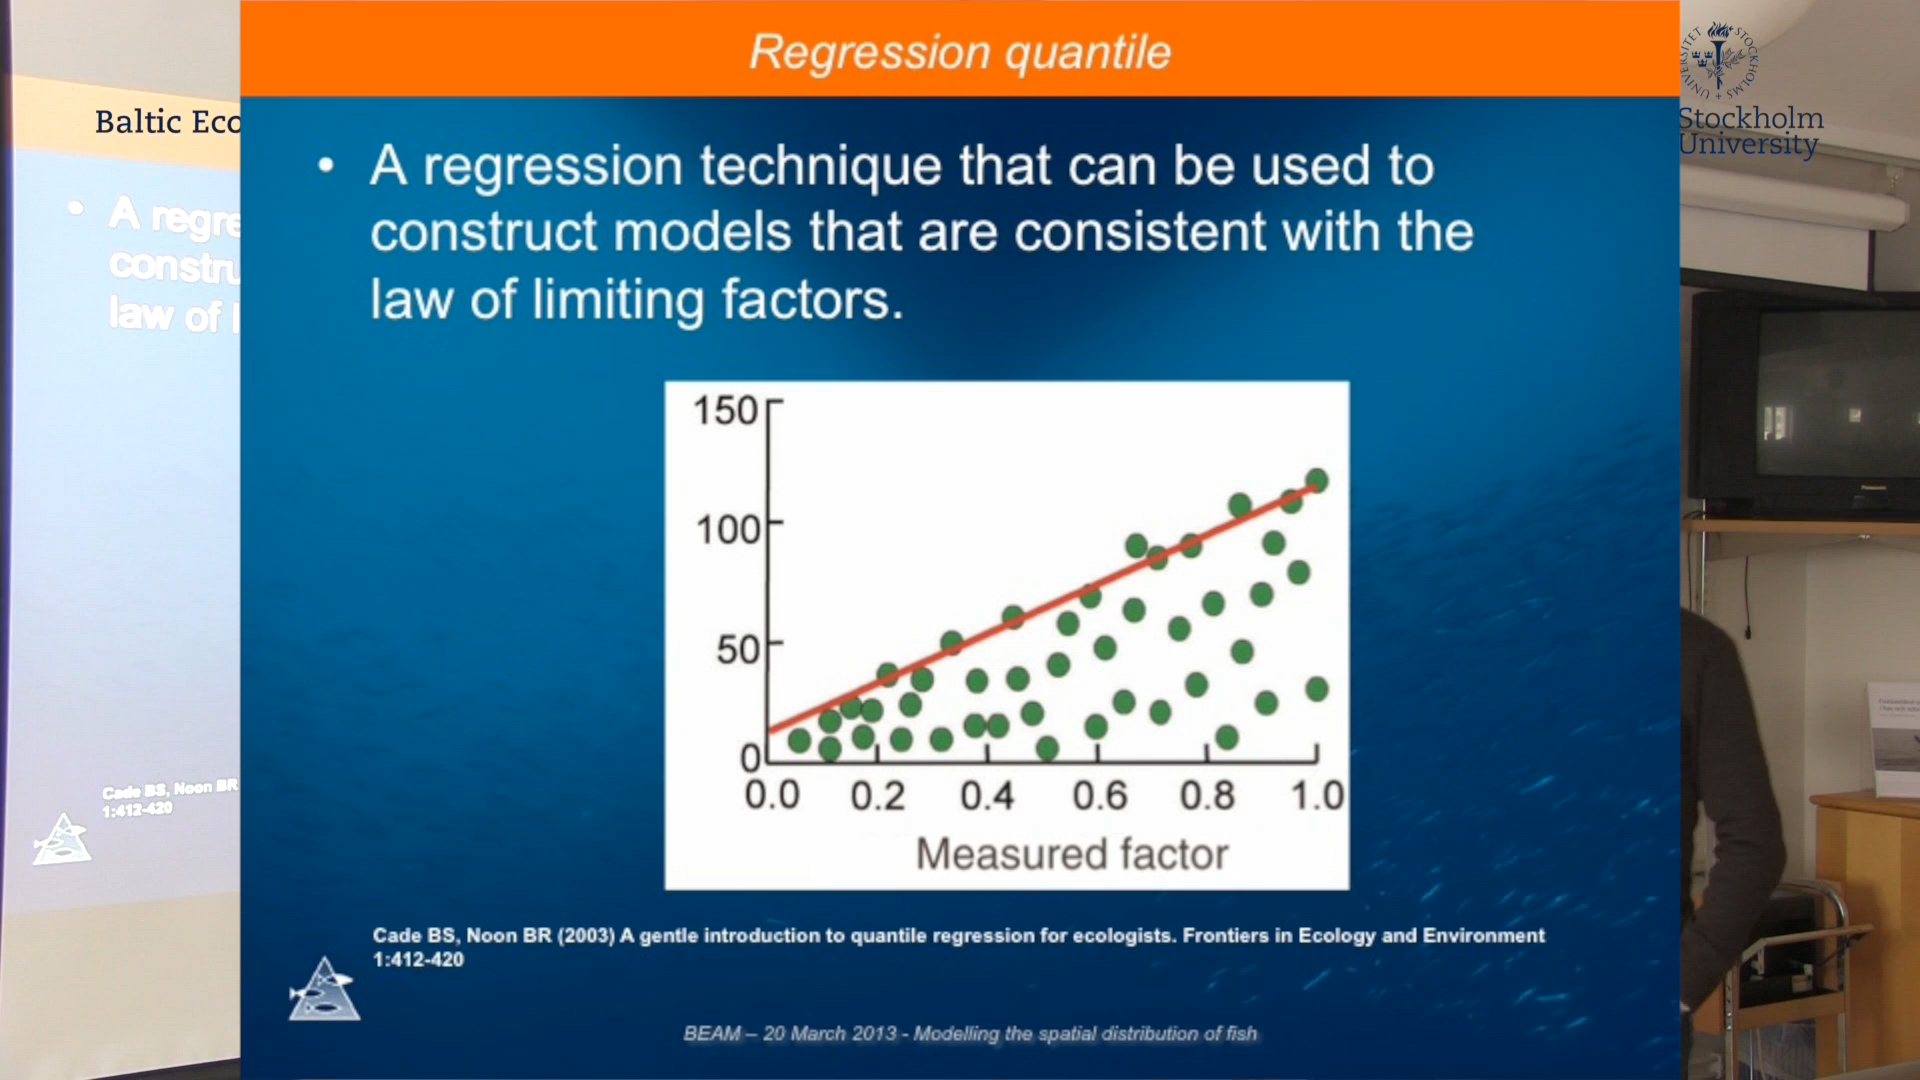 Regression quantile
Baltic Eco
UNIVERSITET STOCKHOLMS
Stockholm
University
• A regression technique that can be used to
construct models that are consistent with the
law of limiting factors.
• A regre
constru
law of l
150
100
50
0
0.0 0.2 0.4 0.6 0.8 1.0
Measured factor
Cade BS, Noon BR (2003) A gentle introduction to quantile regression for ecologists. Frontiers in Ecology and Environment
1:412-420
Cade BS, Noon BR
1:412-420
BEAM – 20 March 2013 - Modelling the spatial distribution of fish
Panasonic